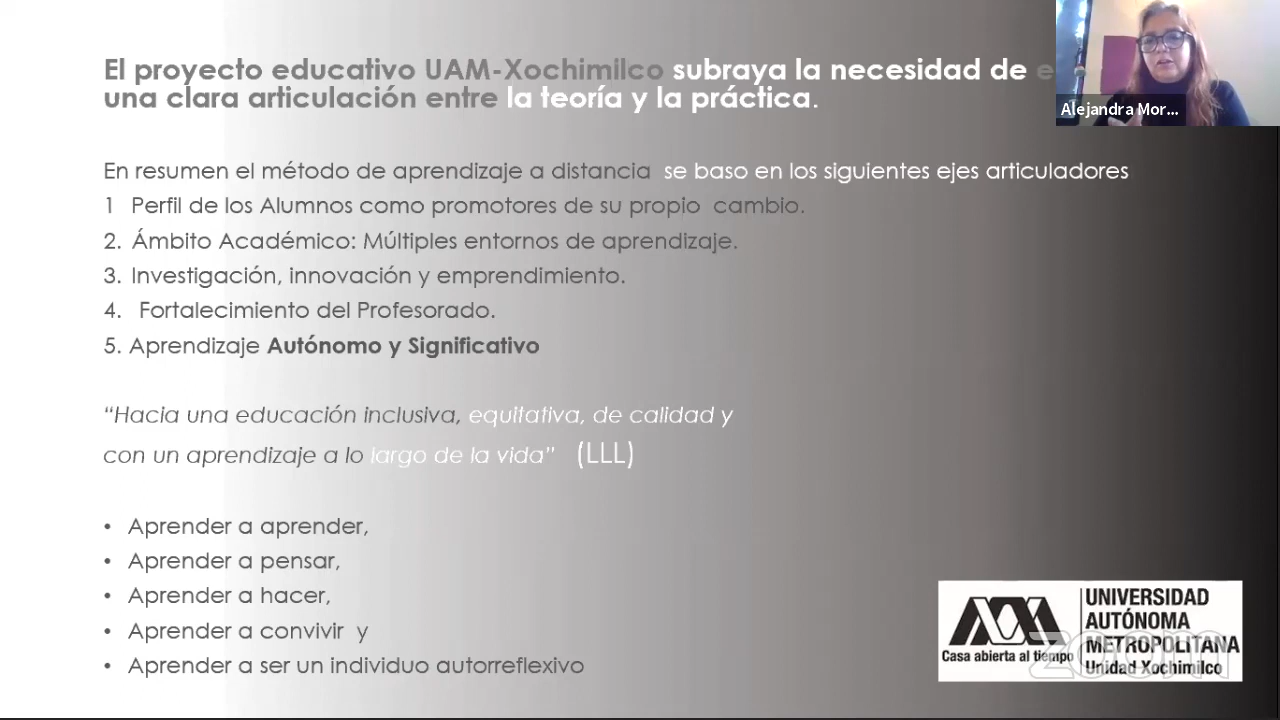 El proyecto educativo UAM-Xochimilco subraya la necesidad de e
una clara articulación entre la teoría y la práctica.
Alejandra Mor...
En resumen el método de aprendizaje a distancia se baso en los siguientes ejes articuladores
1 Perfil de los Alumnos como promotores de su propio cambio.
2. Ámbito Académico: Múltiples entornos de aprendizaje.
3. Investigación, innovación y emprendimiento.
4. Fortalecimiento del Profesorado.
5. Aprendizaje Autónomo y Significativo
“Hacia una educación inclusiva, equitativa, de calidad y
con un aprendizaje a lo largo de la vida” (LLL)
• Aprender a aprender,
• Aprender a pensar,
• Aprender a hacer,
• Aprender a convivir y
• Aprender a ser un individuo autorreflexivo
Casa abierta al tiempo
UNIVERSIDAD
AUTÓNOMA
METROPOLITANA
Unidad Xochimilco
zoom